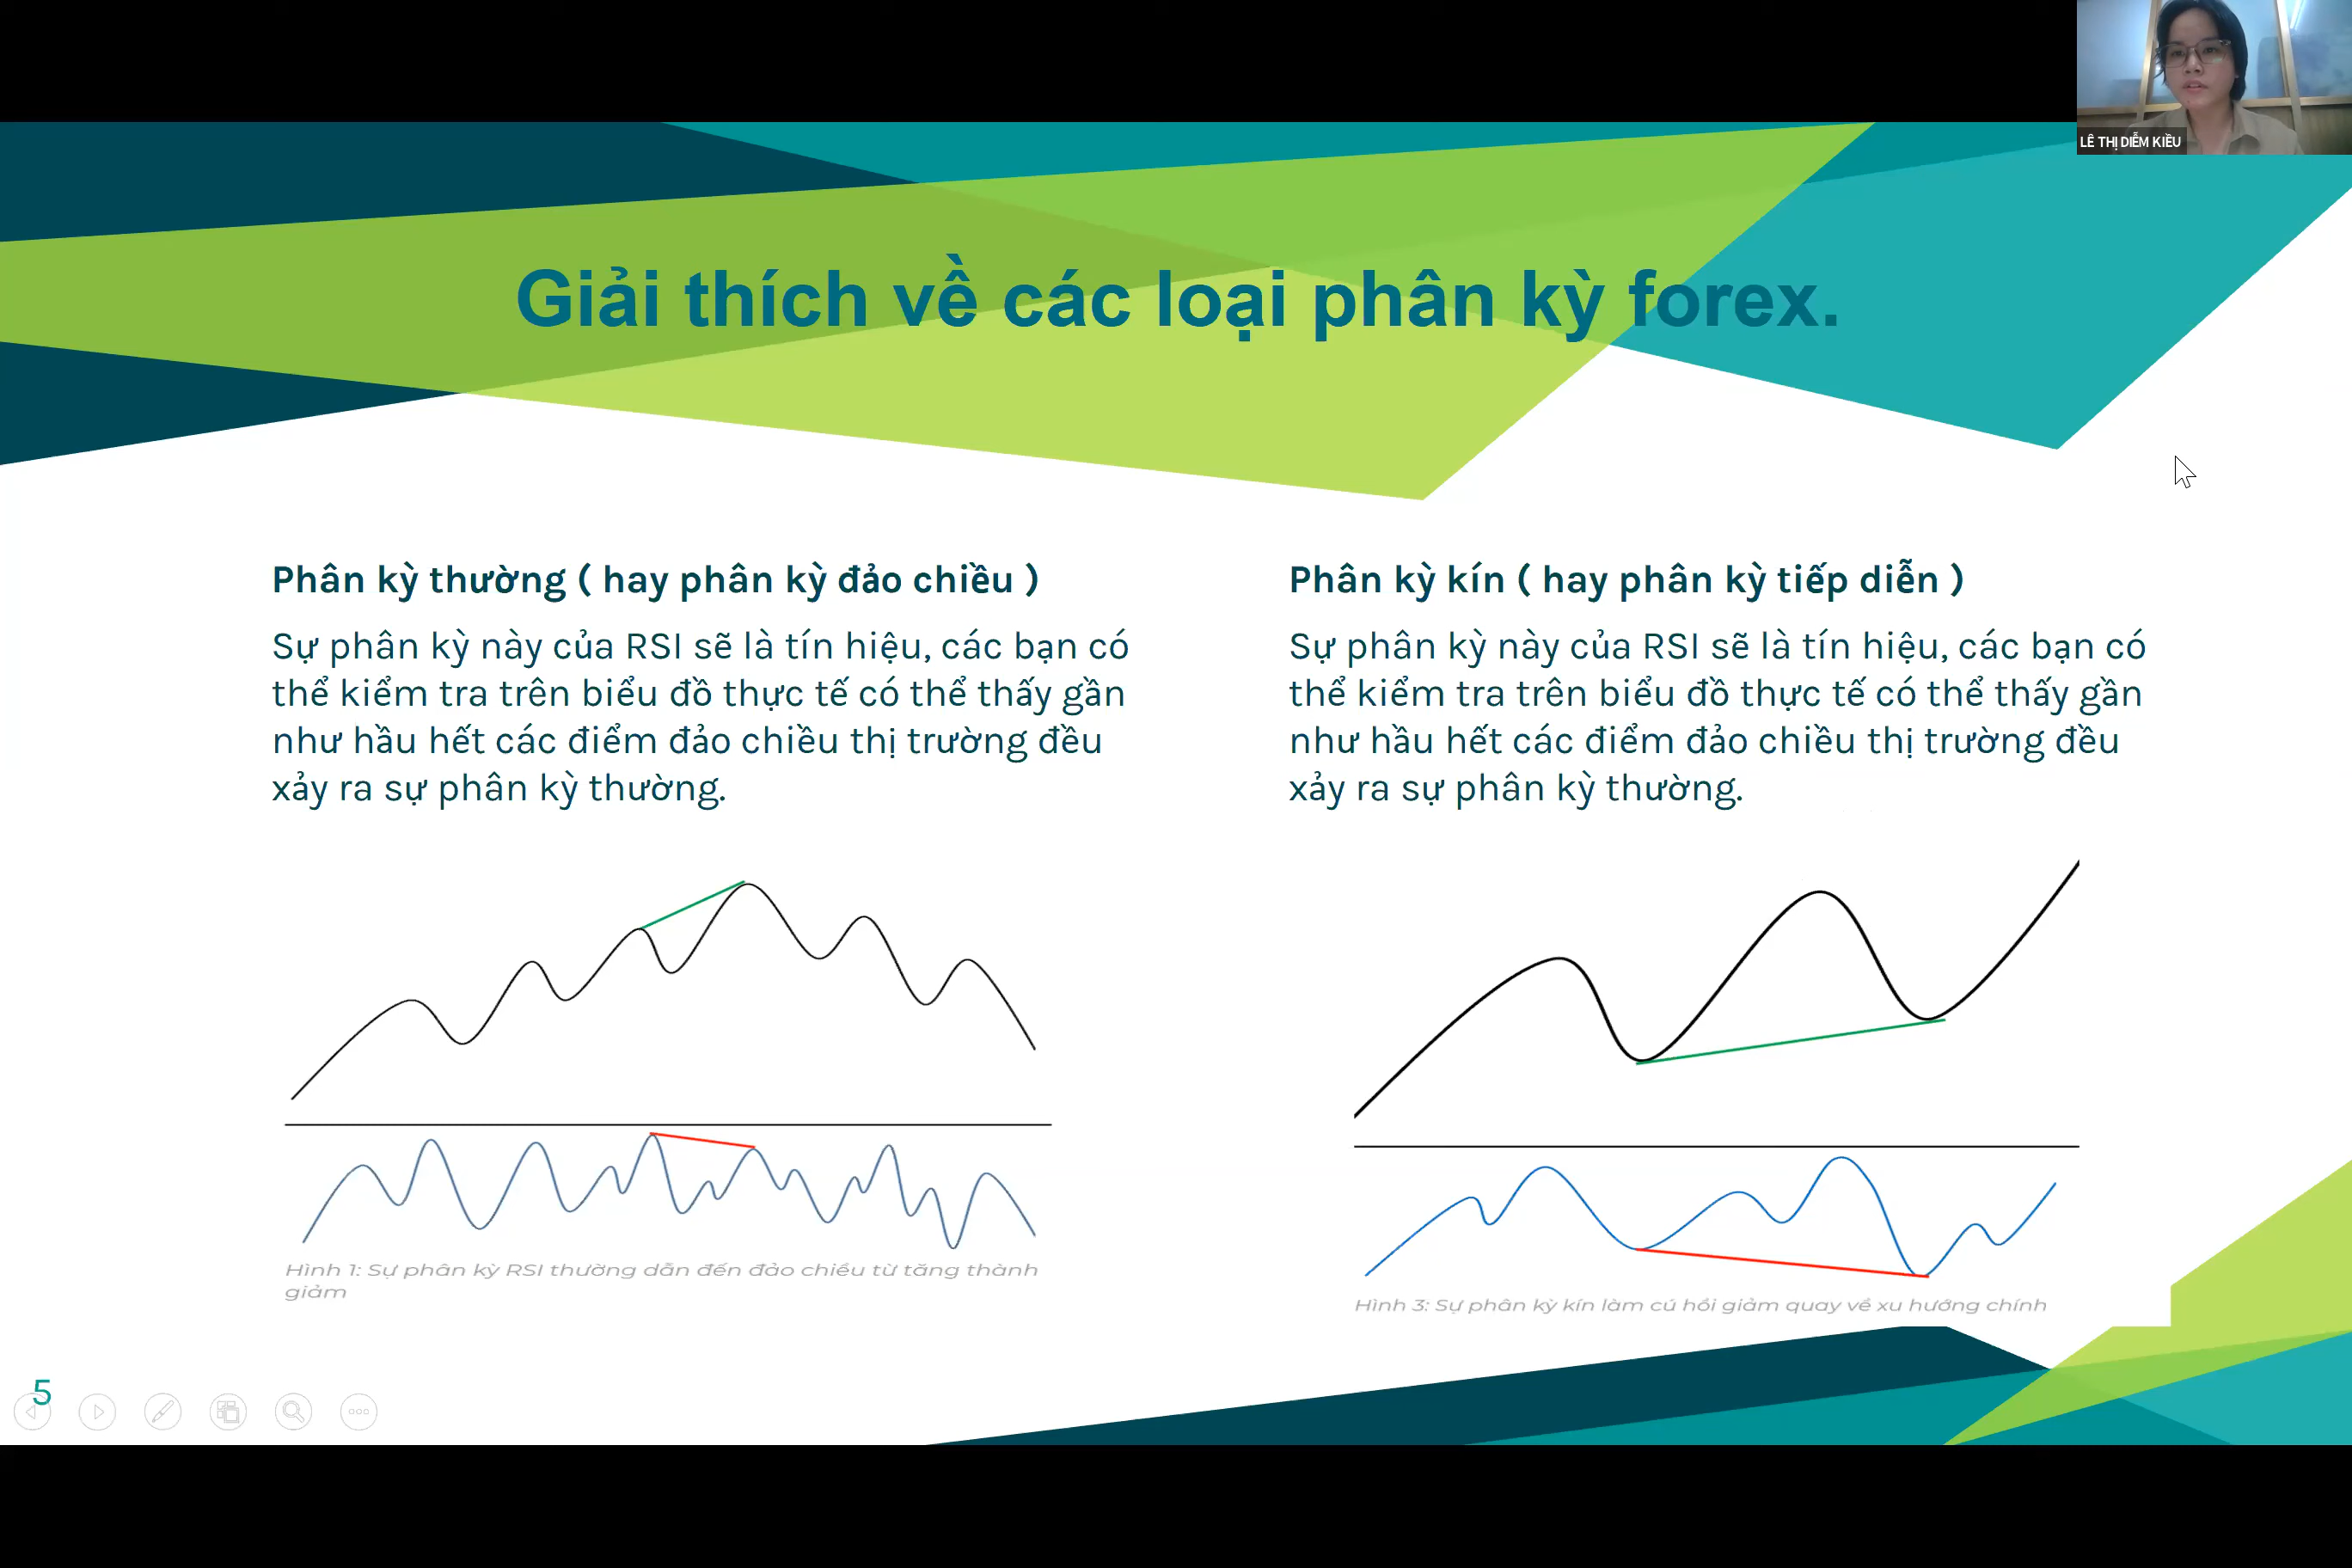 LÊ THỊ DIỄM KIỀU
Giải thích về các loại phân kỳ forex.
Phân kỳ thường ( hay phân kỳ đảo chiều )
Sự phân kỳ này của RSI sẽ là tín hiệu, các bạn có
thể kiểm tra trên biểu đồ thực tế có thể thấy gần
như hầu hết các điểm đảo chiều thị trường đều
xảy ra sự phân kỳ thường.
Hình 1: Sự phân kỳ RSI thường dẫn đến đảo chiều từ tăng thành
giảm
Phân kỳ kín ( hay phân kỳ tiếp diễn )
Sự phân kỳ này của RSI sẽ là tín hiệu, các bạn có
thể kiểm tra trên biểu đồ thực tế có thể thấy gần
như hầu hết các điểm đảo chiều thị trường đều
xảy ra sự phân kỳ thường.
Hình 3: Sự phân kỳ kín làm cú hồi giảm quay về xu hướng chính
5